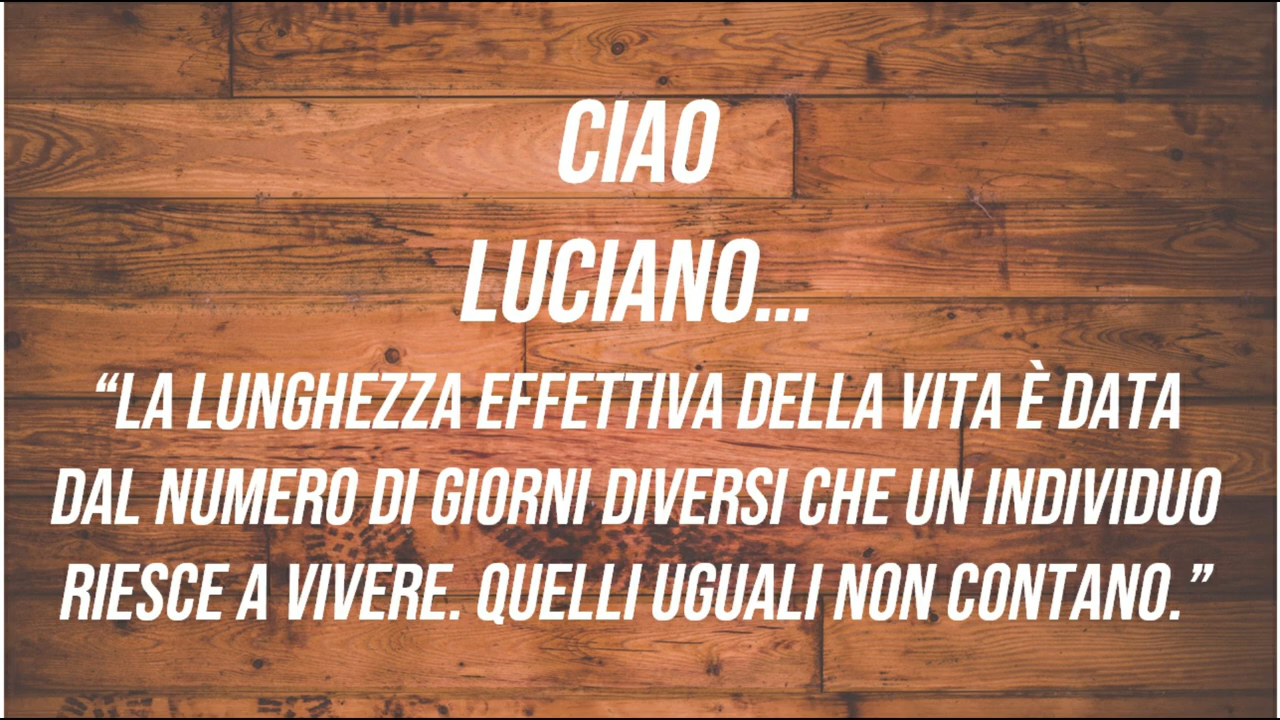 CIAO
LUCIANO...
“LA LUNGHEZZA EFFETTIVA DELLA VITA È DATA
DAL NUMERO DI GIORNI DIVERSI CHE UN INDIVIDUO
RIESCE A VIVERE. QUELLI UGUALI NON CONTANO.”